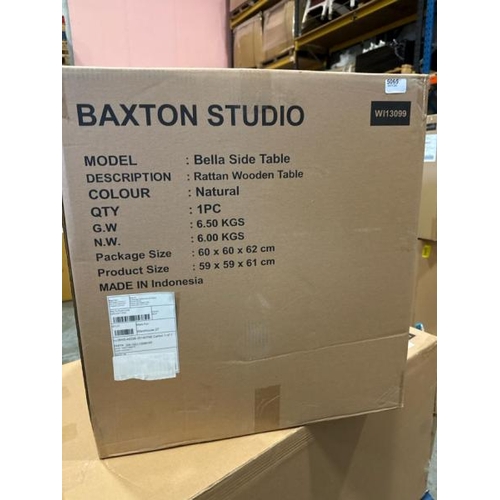 BAXTON STUDIO
WI13099
MODEL : Bella Side Table
DESCRIPTION : Rattan Wooden Table
COLOUR : Natural
QTY : 1PC
G.W : 6.50 KGS
N.W. : 6.00 KGS
Package Size : 60 x 60 x 62 cm
Product Size : 59 x 59 x 61 cm
MADE IN Indonesia